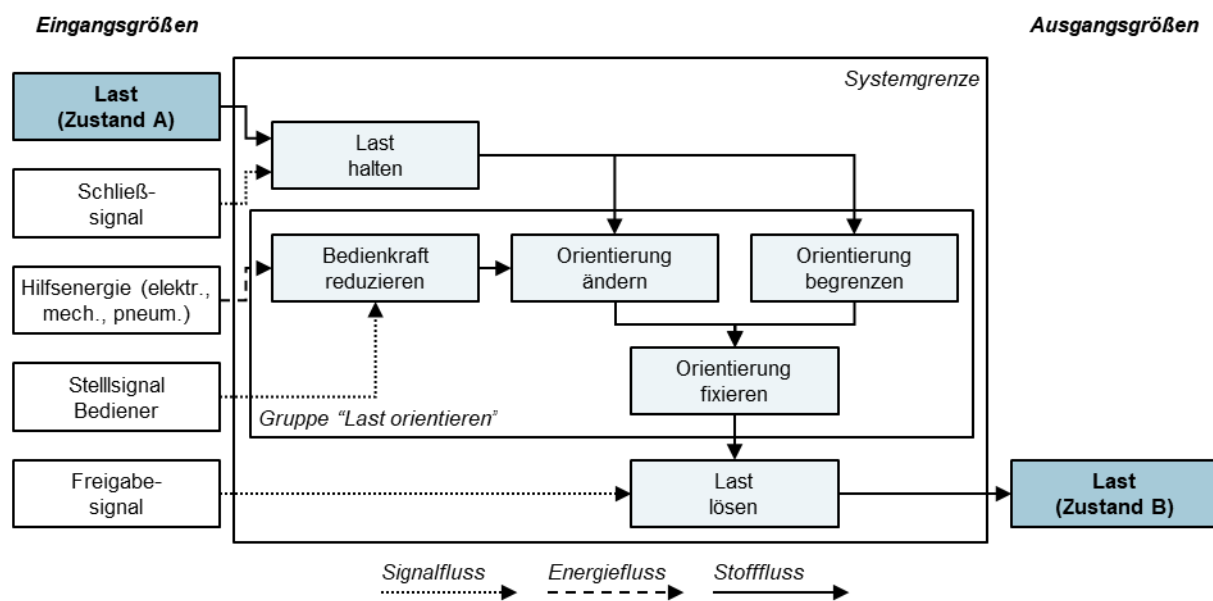 Eingangsgrößen
Ausgangsgrößen
Systemgrenze
Last
(Zustand A)
Last
halten
Schließ-
signal
Bedienkraft
reduzieren
Orientierung
ändern
Orientierung
begrenzen
Hilfsenergie (elektr.,
mech., pneum.)
Orientierung
fixieren
Stelllsignal
Bediener
Gruppe “Last orientieren”
Freigabe-
signal
Last
lösen
Last
(Zustand B)
Signalfluss
Energiefluss
Stofffluss